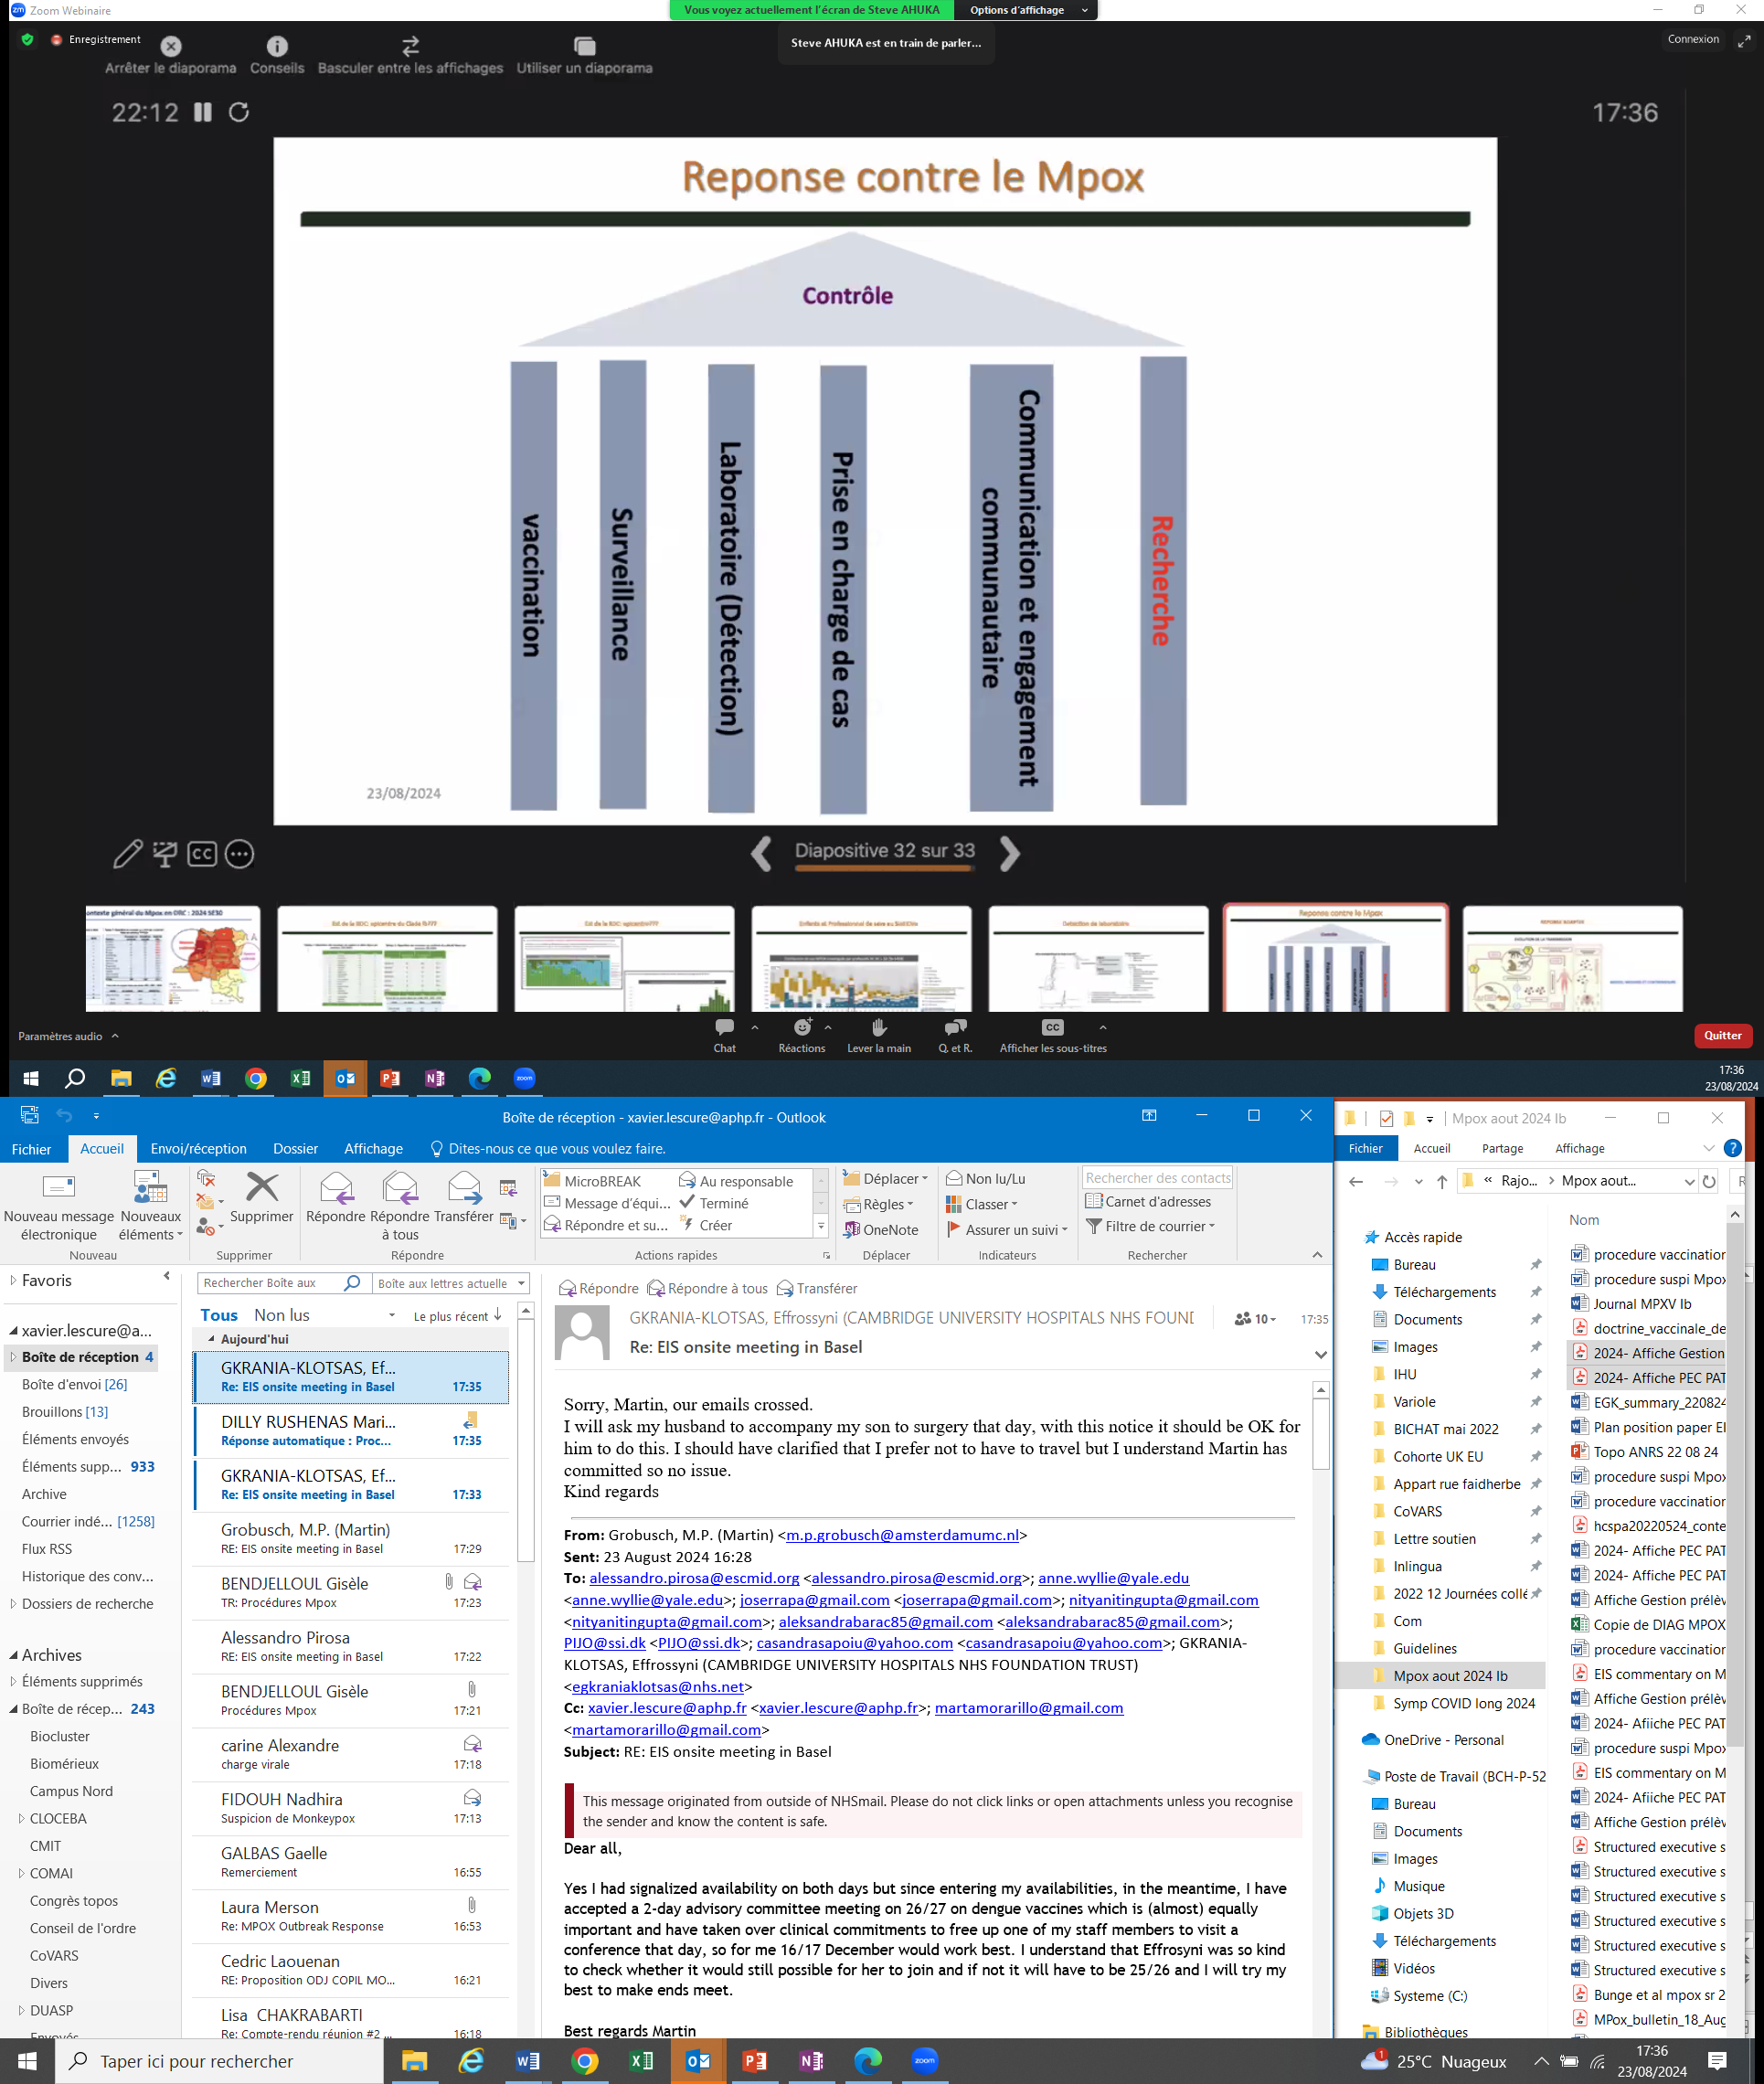 Zoom Webinaire
Vous voyez actuellement l'écran de Steve AHUKA
Options d'affichage
Enregistrement
Steve AHUKA est en train de parler...
Connexion
Arrêter le diaporama
Conseils
Basculer entre les affichages
Utiliser un diaporama
22:12
17:36
Reponse contre le Mpox
Contrôle
vaccination
Surveillance
Laboratoire (Détection)
Prise en charge de cas
Communication et engagement
communautaire
Recherche
23/08/2024
Diapositive 32 sur 33
Reponse contre le Mpox
Contrôle
Paramètres audio
Chat
Réactions
Lever la main
Q. et R.
Afficher les sous-titres
Quitter
17:36
23/08/2024
Boîte de réception - xavier.lescure@aphp.fr - Outlook
Fichier
Accueil
Envoi/réception
Dossier
Affichage
Dites-nous ce que vous voulez faire.
Nouveau message
électronique
Nouveaux
éléments
Nouveau
Supprimer
Supprimer
Répondre
Répondre
à tous
Transférer
Répondre
MicroBREAK
Message d'équi...
Répondre et su...
Au responsable
Terminé
Créer
Actions rapides
Déplacer
Règles
OneNote
Déplacer
Non lu/Lu
Classer
Assurer un suivi
Indicateurs
Rechercher des contacts
Carnet d'adresses
Filtre de courrier
Rechercher
Favoris
xavier.lescure@a...
Boîte de réception 4
Boîte d'envoi [26]
Brouillons [13]
Éléments envoyés
Éléments supp... 933
Archive
Courrier indé... [1258]
Flux RSS
Historique des conv...
Dossiers de recherche
Archives
Éléments supprimés
Boîte de récep... 243
Biocluster
Biomérieux
Campus Nord
CLOCEBA
CMIT
COMAI
Congrès topos
Conseil de l'ordre
CoVARS
Divers
DUASP
Envoyés
Rechercher Boîte aux
Boîte aux lettres actuelle
Tous
Non lus
Le plus récent
Aujourd'hui
GKRANIA-KLOTSAS, Ef...
Re: EIS onsite meeting in Basel 17:35
DILLY RUSHENAS Mari...
Réponse automatique : Proc... 17:35
GKRANIA-KLOTSAS, Ef...
Re: EIS onsite meeting in Basel 17:33
Grobusch, M.P. (Martin)
RE: EIS onsite meeting in Basel 17:29
BENDJELLOUL Gisèle
TR: Procédures Mpox 17:23
Alessandro Pirosa
RE: EIS onsite meeting in Basel 17:22
BENDJELLOUL Gisèle
Procédures Mpox 17:21
carine Alexandre
charge virale 17:18
FIDOUH Nadhira
Suspicion de Monkeypox 17:13
GALBAS Gaelle
Remerciement 16:55
Laura Merson
Re: MPOX Outbreak Response 16:53
Cedric Laouenan
RE: Proposition ODJ COPIL MO... 16:21
Lisa CHAKRABARTI
Re: Compte-rendu réunion #2 ... 16:18
Répondre
Répondre à tous
Transférer
GKRANIA-KLOTSAS, Effrossyni (CAMBRIDGE UNIVERSITY HOSPITALS NHS FOUND
10
17:35
Re: EIS onsite meeting in Basel
Sorry, Martin, our emails crossed.
I will ask my husband to accompany my son to surgery that day, with this notice it should be OK for
him to do this. I should have clarified that I prefer not to have to travel but I understand Martin has
committed so no issue.
Kind regards
From: Grobusch, M.P. (Martin) <m.p.grobusch@amsterdamumc.nl>
Sent: 23 August 2024 16:28
To: alessandro.pirosa@escmid.org <alessandro.pirosa@escmid.org>; anne.wyllie@yale.edu
<anne.wyllie@yale.edu>; joserrapa@gmail.com <joserrapa@gmail.com>; nityanitingupta@gmail.com
<nityanitingupta@gmail.com>; aleksandrabarac85@gmail.com <aleksandrabarac85@gmail.com>;
PIJO@ssi.dk <PIJO@ssi.dk>; casandrasapoiu@yahoo.com <casandrasapoiu@yahoo.com>; GKRANIA-
KLOTSAS, Effrossyni (CAMBRIDGE UNIVERSITY HOSPITALS NHS FOUNDATION TRUST)
<egkraniaklotsas@nhs.net>
Cc: xavier.lescure@aphp.fr <xavier.lescure@aphp.fr>; martamorarillo@gmail.com
<martamorarillo@gmail.com>
Subject: RE: EIS onsite meeting in Basel
This message originated from outside of NHSmail. Please do not click links or open attachments unless you recognise
the sender and know the content is safe.
Dear all,
Yes I had signalized availability on both days but since entering my availabilities, in the meantime, I have
accepted a 2-day advisory committee meeting on 26/27 on dengue vaccines which is (almost) equally
important and have taken over clinical commitments to free up one of my staff members to visit a
conference that day, so for me 16/17 December would work best. I understand that Effrosyni was so kind
to check whether it would still possible for her to join and if not it will have to be 25/26 and I will try my
best to make ends meet.
Best regards Martin
Mpox aout 2024 lb
Fichier
Accueil
Partage
Affichage
Rajo...
Mpox aout...
Accès rapide
Bureau
Téléchargements
Documents
Images
IHU
Variole
BICHAT mai 2022
Cohorte UK EU
Appart rue faidherbe
CoVARS
Lettre soutien
Inlingua
2022 12 Journées collé
Com
Guidelines
Mpox aout 2024 lb
Symp COVID long 2024
OneDrive - Personal
Poste de Travail (BCH-P-52
Bureau
Documents
Images
Musique
Objets 3D
Téléchargements
Vidéos
Systeme (C:)
Bibliothèques
Nom
procedure vaccination
procedure suspi Mpox
Journal MPXV lb
doctrine_vaccinale_de
2024- Affiche Gestion
2024- Affiche PEC PAT
EGK_summary_220824
Plan position paper EI
Topo ANRS 22 08 24
procedure suspi Mpox
procedure vaccination
hcspa20220524_conte
2024- Affiche PEC PAT
2024- Affiche PEC PAT
Affiche Gestion prélèv
Copie de DIAG MPOX
procedure vaccination
EIS commentary on M
Affiche Gestion prélèv
2024- Afiiche PEC PAT
procedure suspi Mpox
EIS commentary on M
2024- Afiiche PEC PAT
Affiche Gestion prélèv
Structured executive s
Structured executive s
Structured executive s
Structured executive s
Structured executive s
Structured executive s
Bunge et al mpox sr 2
MPox_bulletin_18_Aug
Taper ici pour rechercher
25°C Nuageux
17:36
23/08/2024